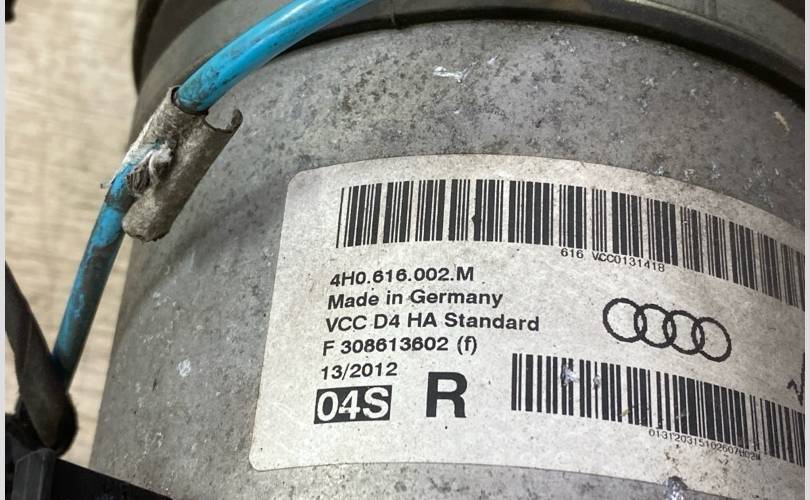 616 VCC0131418
4H0.616.002.M
Made in Germany
VCC D4 HA Standard
F 308613602 (f)
13/2012
04S R